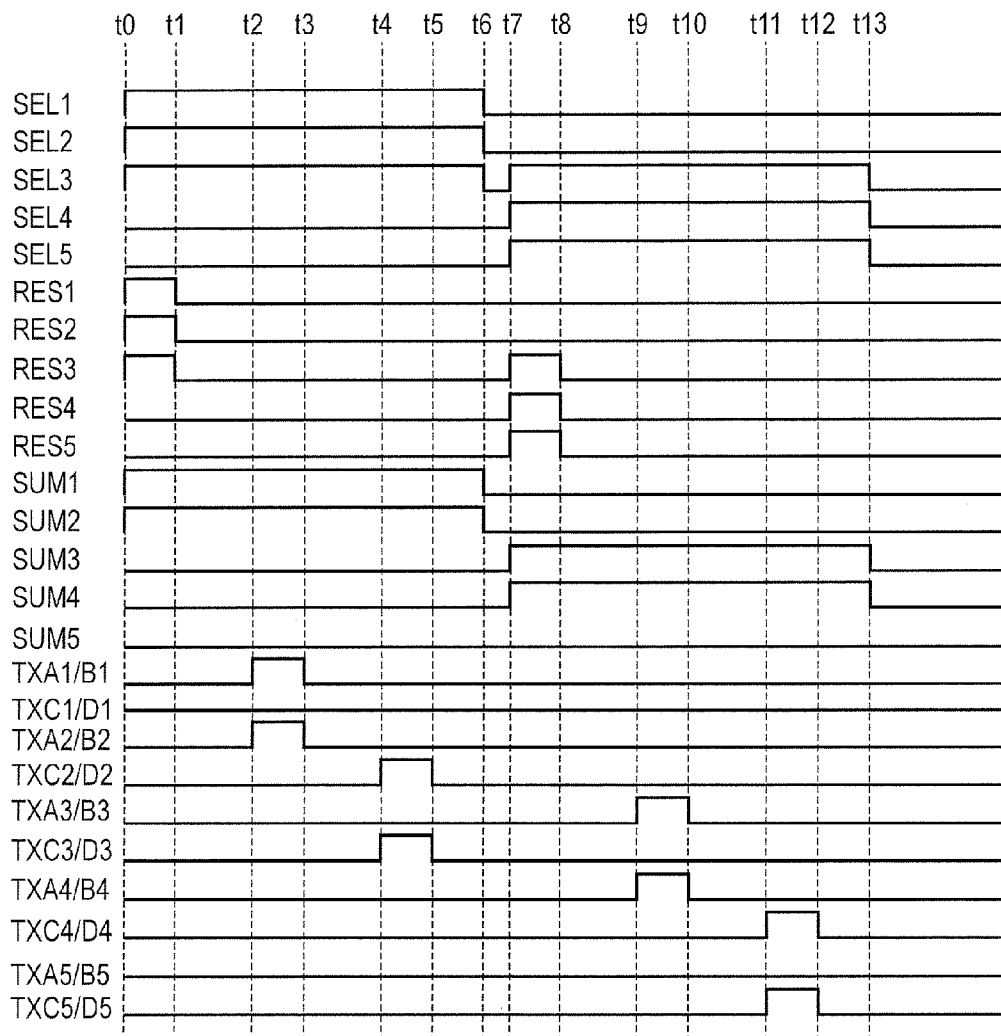 t0 t1 t2 t3 t4 t5 t6 t7 t8 t9 t10 t11 t12 t13
SEL1
SEL2
SEL3
SEL4
SEL5
RES1
RES2
RES3
RES4
RES5
SUM1
SUM2
SUM3
SUM4
SUM5
TXA1/B1
TXC1/D1
TXA2/B2
TXC2/D2
TXA3/B3
TXC3/D3
TXA4/B4
TXC4/D4
TXA5/B5
TXC5/D5